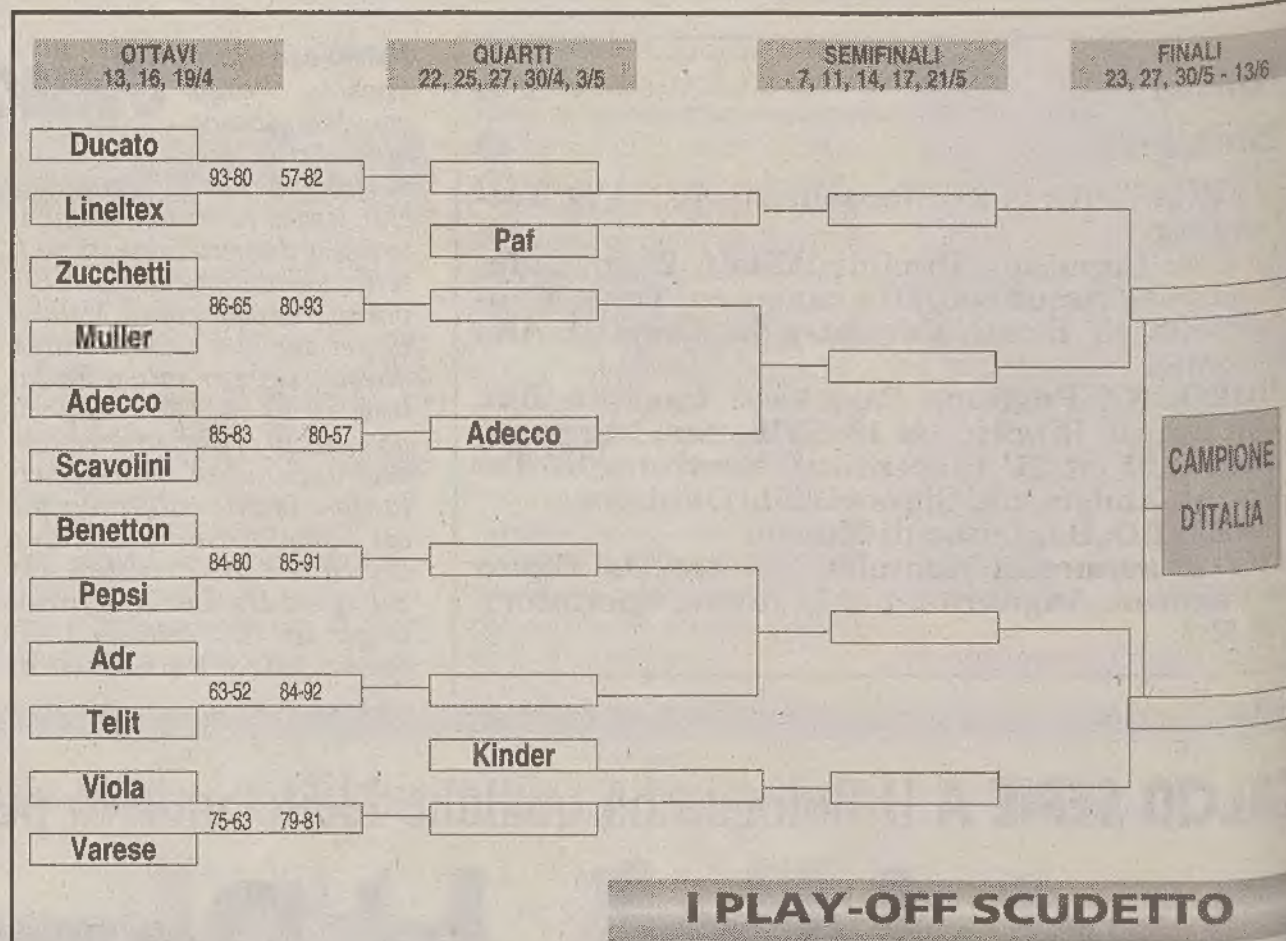 OTTAVI
13, 16, 19/4
QUARTI
22, 25, 27, 30/4, 3/5
SEMIFINALI
7, 11, 14, 17, 21/5
FINALI
23, 27, 30/5 - 13/6
Ducato
93-80 57-82
Lineltex
Paf
Zucchetti
86-65 80-93
Muller
Adecco
85-83 80-57
Adecco
Scavolini
CAMPIONE
D'ITALIA
Benetton
84-80 85-91
Pepsi
Adr
63-52 84-92
Telit
Kinder
Viola
75-63 79-81
Varese
I PLAY-OFF SCUDETTO